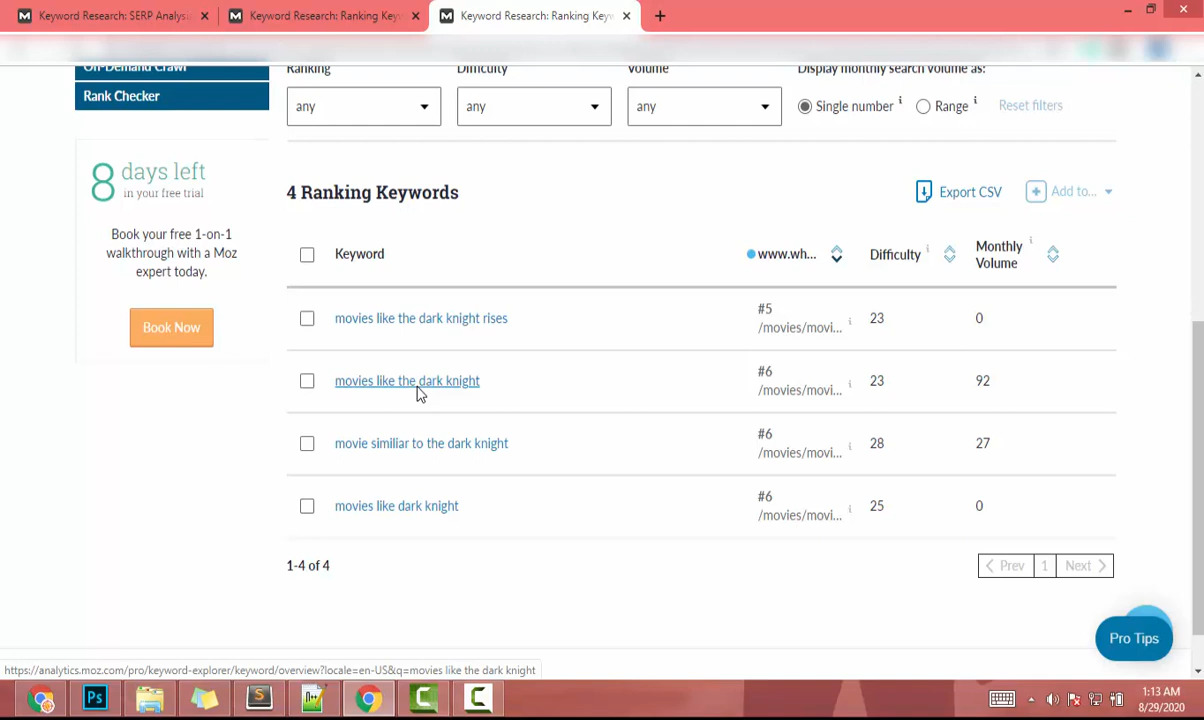 Keyword Research: SERP Analys
Keyword Research: Ranking Key
Keyword Research: Ranking Key
On-Demand Crawl
Rank Checker
Ranking
Difficulty
Volume
Display monthly search volume as:
any
any
any
Single number i
Range i
Reset filters
8 days left
in your free trial
Book your free 1-on-1
walkthrough with a Moz
expert today.
Book Now
4 Ranking Keywords
Export CSV
Add to...
Keyword
www.wh...
Difficulty i
Monthly
Volume i
movies like the dark knight rises
#5
/movies/movi... i
23
0
movies like the dark knight
#6
/movies/movi... i
23
92
movie similiar to the dark knight
#6
/movies/movi... i
28
27
movies like dark knight
#6
/movies/movi... i
25
0
1-4 of 4
Prev 1 Next
Pro Tips
https://analytics.moz.com/pro/keyword-explorer/keyword/overview?locale=en-US&q=movies like the dark knight
Ps
S
C
C
1:13 AM
8/29/2020